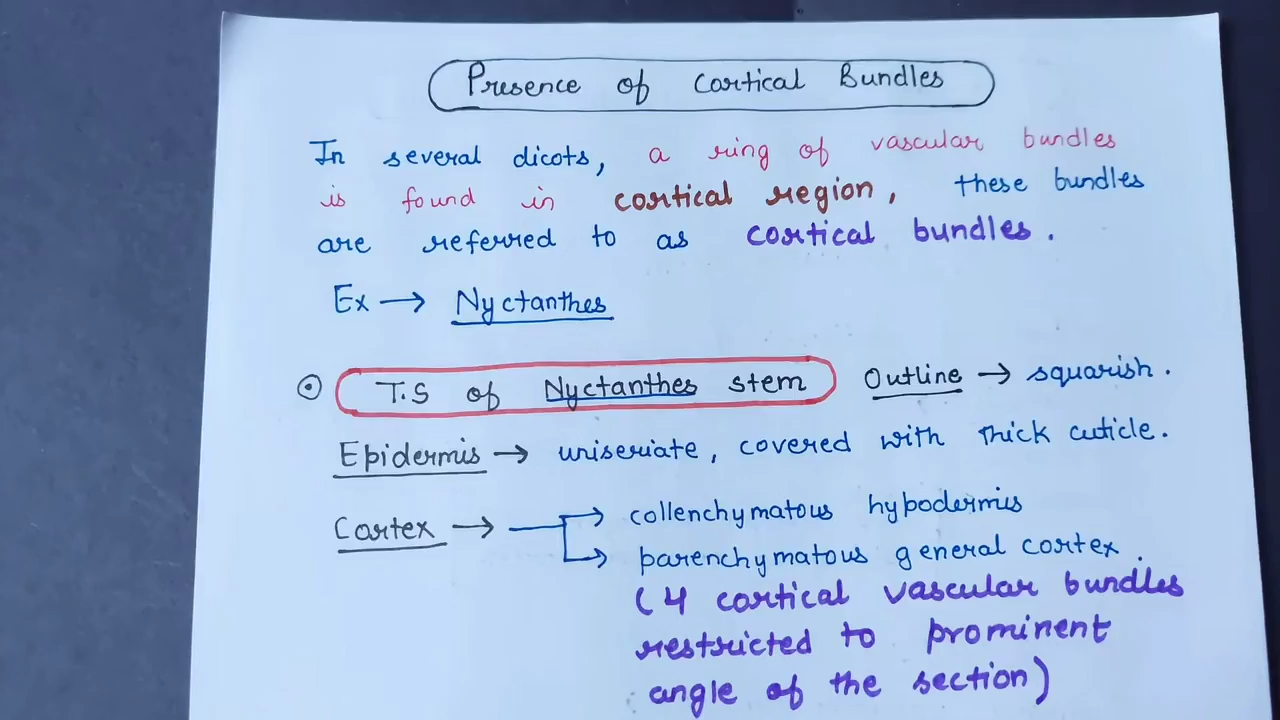 Presence of Cortical Bundles
In several dicots, a ring of vascular bundles
is found in cortical region, these bundles
are referred to as cortical bundles.
Ex → Nyctanthes
T.S of Nyctanthes stem Outline → squarish.
Epidermis → uniseriate, covered with thick cuticle.
Cortex → collenchymatous hypodermis
parenchymatous general cortex.
(4 cortical vascular bundles
restricted to prominent
angle of the section)